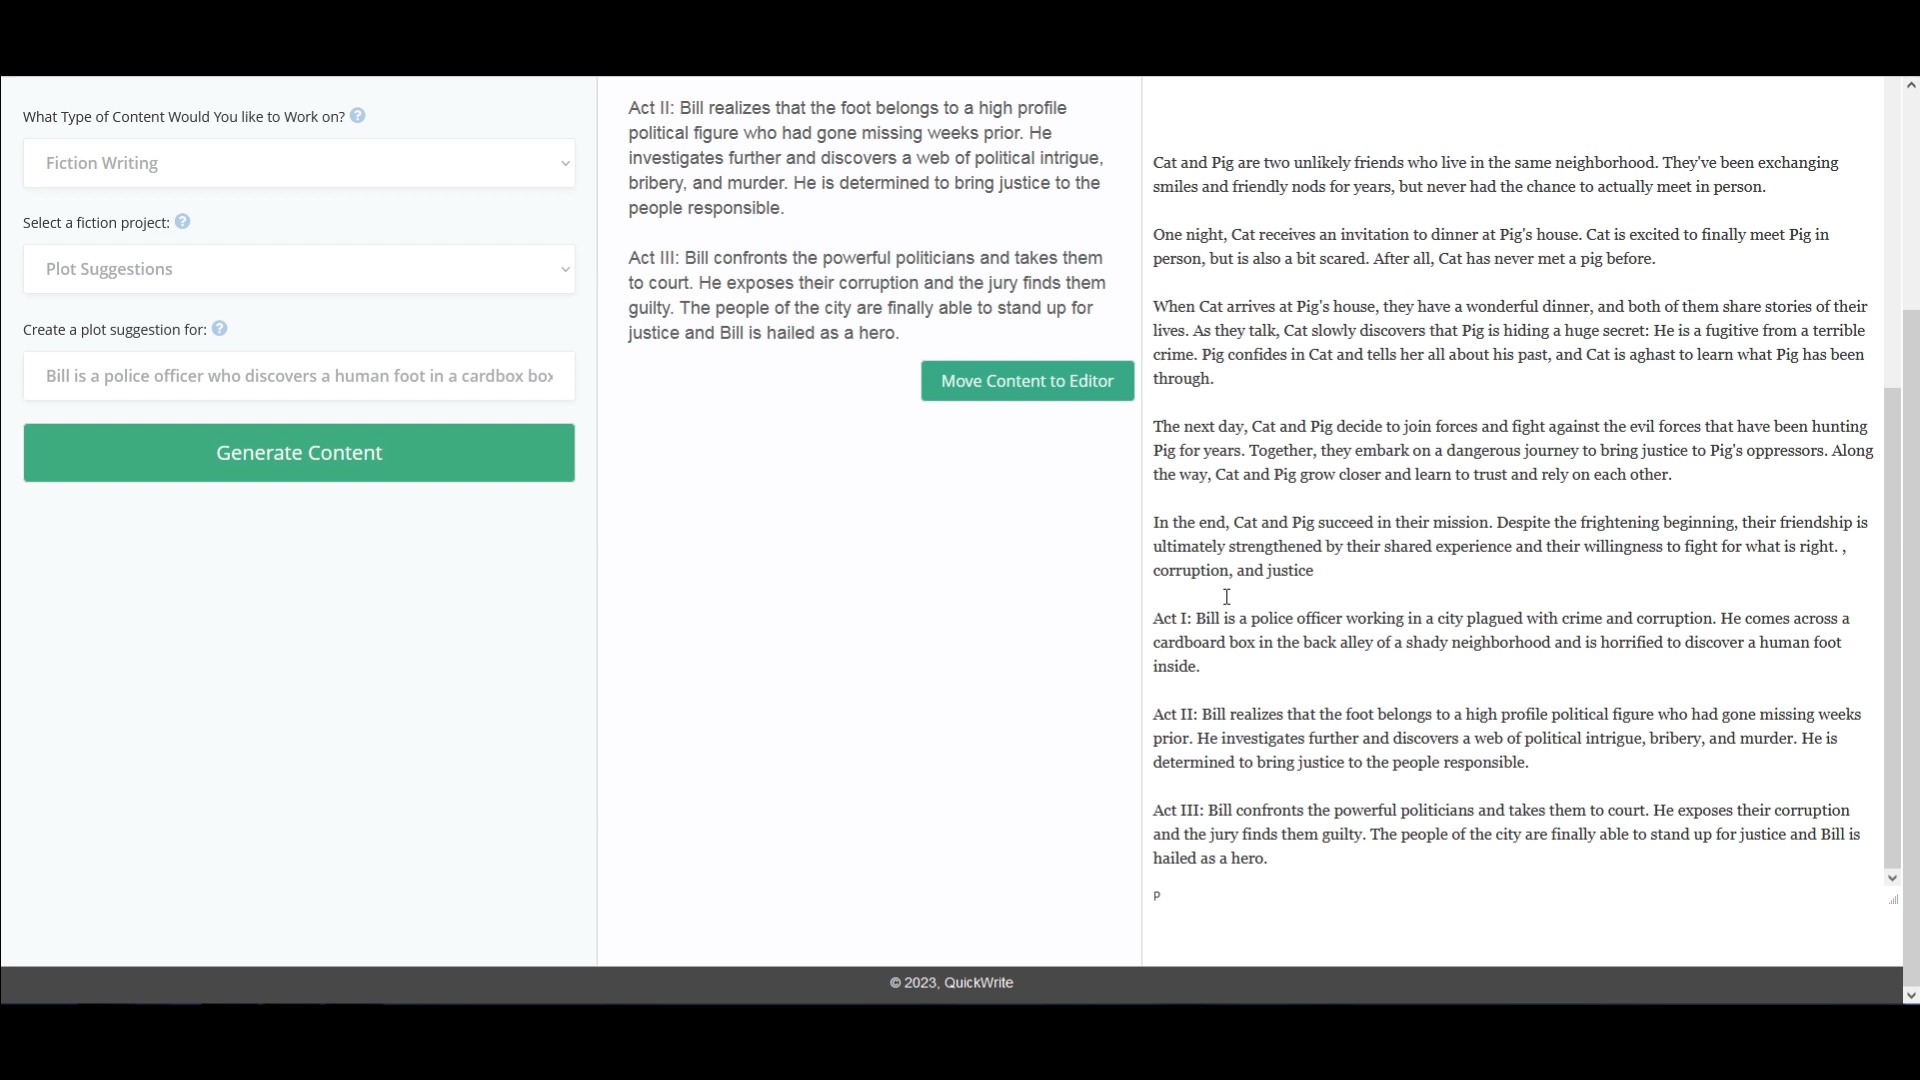 What Type of Content Would You like to Work on? ?
Fiction Writing
Select a fiction project: ?
Plot Suggestions
Create a plot suggestion for: ?
Bill is a police officer who discovers a human foot in a cardbox box
Generate Content
Act II: Bill realizes that the foot belongs to a high profile
political figure who had gone missing weeks prior. He
investigates further and discovers a web of political intrigue,
bribery, and murder. He is determined to bring justice to the
people responsible.
Act III: Bill confronts the powerful politicians and takes them
to court. He exposes their corruption and the jury finds them
guilty. The people of the city are finally able to stand up for
justice and Bill is hailed as a hero.
Move Content to Editor
Cat and Pig are two unlikely friends who live in the same neighborhood. They've been exchanging
smiles and friendly nods for years, but never had the chance to actually meet in person.
One night, Cat receives an invitation to dinner at Pig's house. Cat is excited to finally meet Pig in
person, but is also a bit scared. After all, Cat has never met a pig before.
When Cat arrives at Pig's house, they have a wonderful dinner, and both of them share stories of their
lives. As they talk, Cat slowly discovers that Pig is hiding a huge secret: He is a fugitive from a terrible
crime. Pig confides in Cat and tells her all about his past, and Cat is aghast to learn what Pig has been
through.
The next day, Cat and Pig decide to join forces and fight against the evil forces that have been hunting
Pig for years. Together, they embark on a dangerous journey to bring justice to Pig's oppressors. Along
the way, Cat and Pig grow closer and learn to trust and rely on each other.
In the end, Cat and Pig succeed in their mission. Despite the frightening beginning, their friendship is
ultimately strengthened by their shared experience and their willingness to fight for what is right. ,
corruption, and justice
Act I: Bill is a police officer working in a city plagued with crime and corruption. He comes across a
cardboard box in the back alley of a shady neighborhood and is horrified to discover a human foot
inside.
Act II: Bill realizes that the foot belongs to a high profile political figure who had gone missing weeks
prior. He investigates further and discovers a web of political intrigue, bribery, and murder. He is
determined to bring justice to the people responsible.
Act III: Bill confronts the powerful politicians and takes them to court. He exposes their corruption
and the jury finds them guilty. The people of the city are finally able to stand up for justice and Bill is
hailed as a hero.
P
© 2023, QuickWrite